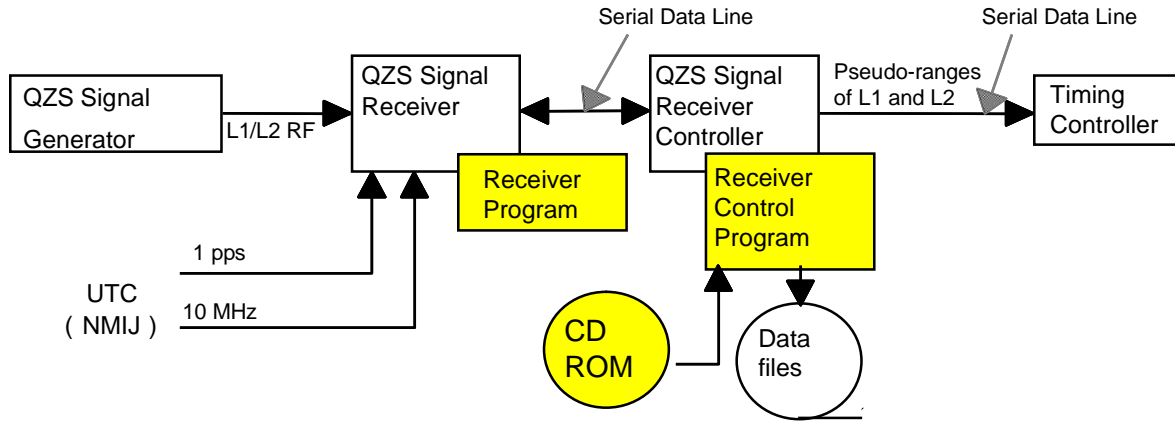 Serial Data Line
Serial Data Line
QZS Signal
Generator
L1/L2 RF
QZS Signal
Receiver
QZS Signal
Receiver
Controller
Pseudo-ranges
of L1 and L2
Timing
Controller
Receiver
Program
Receiver
Control
Program
1 pps
UTC
( NMIJ )
10 MHz
CD
ROM
Data
files